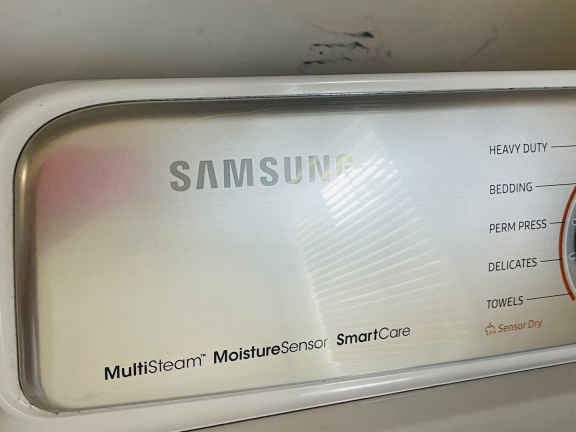 SAMSUNG
HEAVY DUTY
BEDDING
PERM PRESS
DELICATES
TOWELS
Sensor Dry
MultiSteam™ MoistureSensor SmartCare